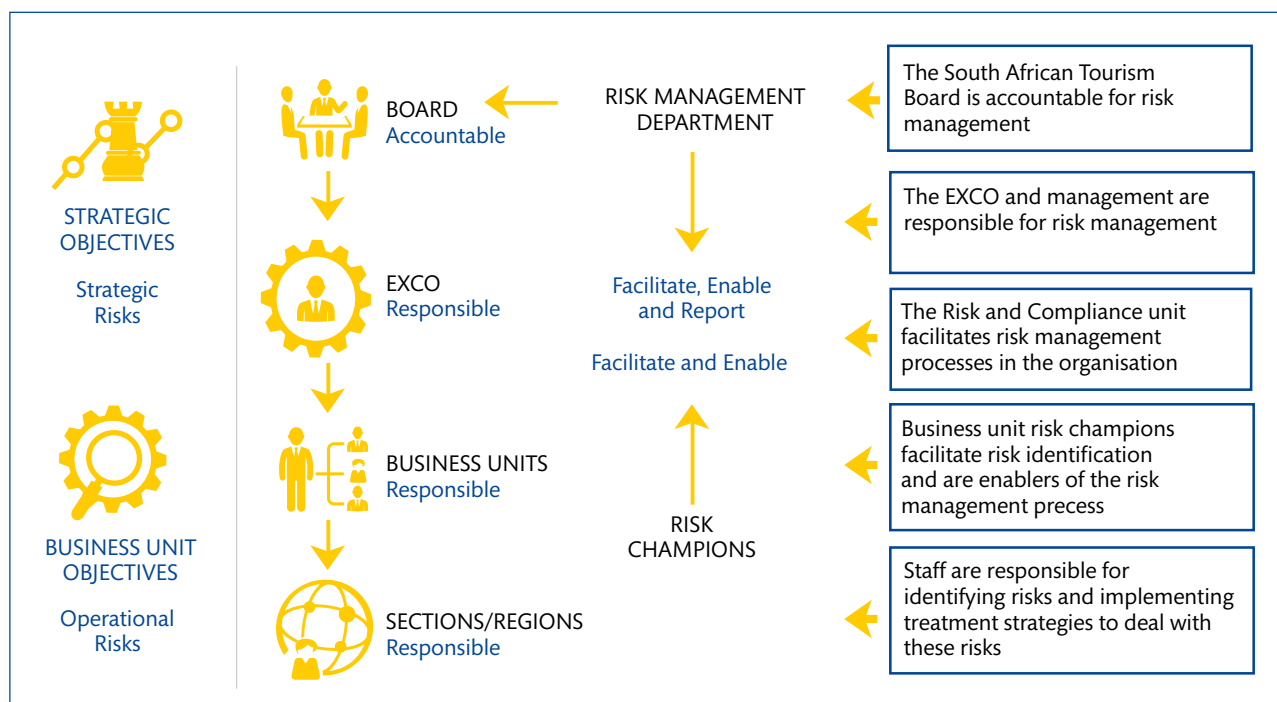 STRATEGIC
OBJECTIVES
Strategic
Risks
BUSINESS UNIT
OBJECTIVES
Operational
Risks
BOARD
Accountable
EXCO
Responsible
BUSINESS UNITS
Responsible
SECTIONS/REGIONS
Responsible
RISK MANAGEMENT
DEPARTMENT
Facilitate, Enable
and Report
Facilitate and Enable
RISK
CHAMPIONS
The South African Tourism
Board is accountable for risk
management
The EXCO and management are
responsible for risk management
The Risk and Compliance unit
facilitates risk management
processes in the organisation
Business unit risk champions
facilitate risk identification
and are enablers of the risk
management precess
Staff are responsible for
identifying risks and implementing
treatment strategies to deal with
these risks